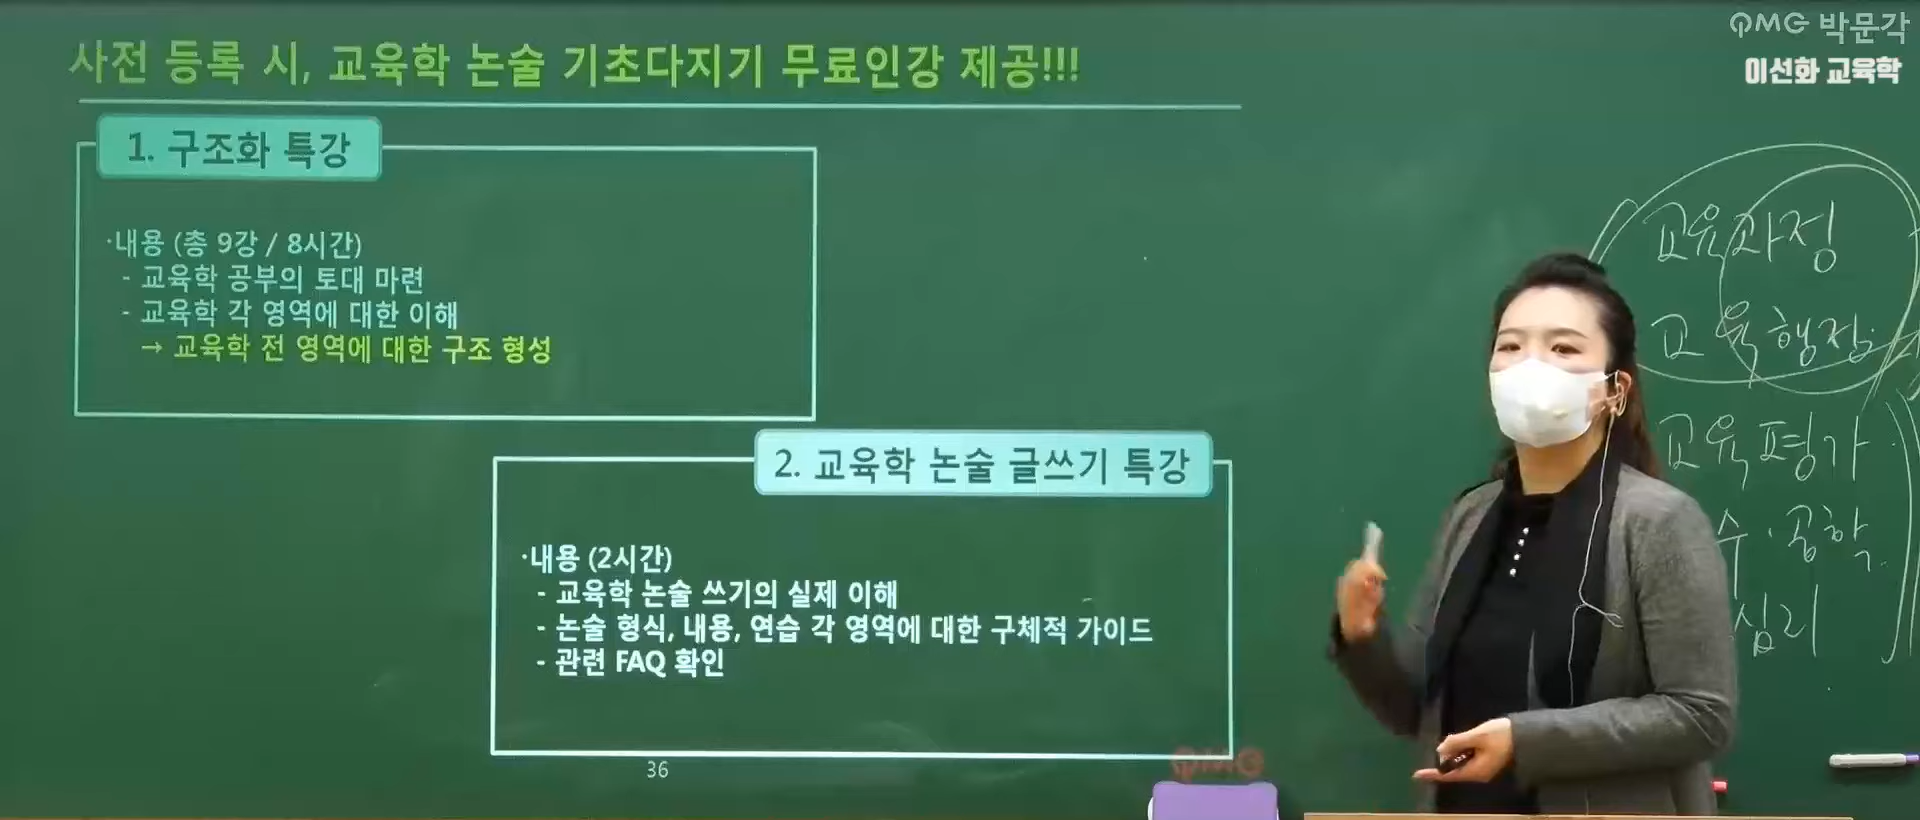 PMG 박문각
이선화 교육학
사전 등록 시, 교육학 논술 기초다지기 무료인강 제공!!!
1. 구조화 특강
·내용 (총 9강 / 8시간)
- 교육학 공부의 토대 마련
- 교육학 각 영역에 대한 이해
→ 교육학 전 영역에 대한 구조 형성
2. 교육학 논술 글쓰기 특강
·내용 (2시간)
- 교육학 논술 쓰기의 실제 이해
- 논술 형식, 내용, 연습 각 영역에 대한 구체적 가이드
- 관련 FAQ 확인
36
교육과정
교육행정
교육평가
수·공학
심리
PMG